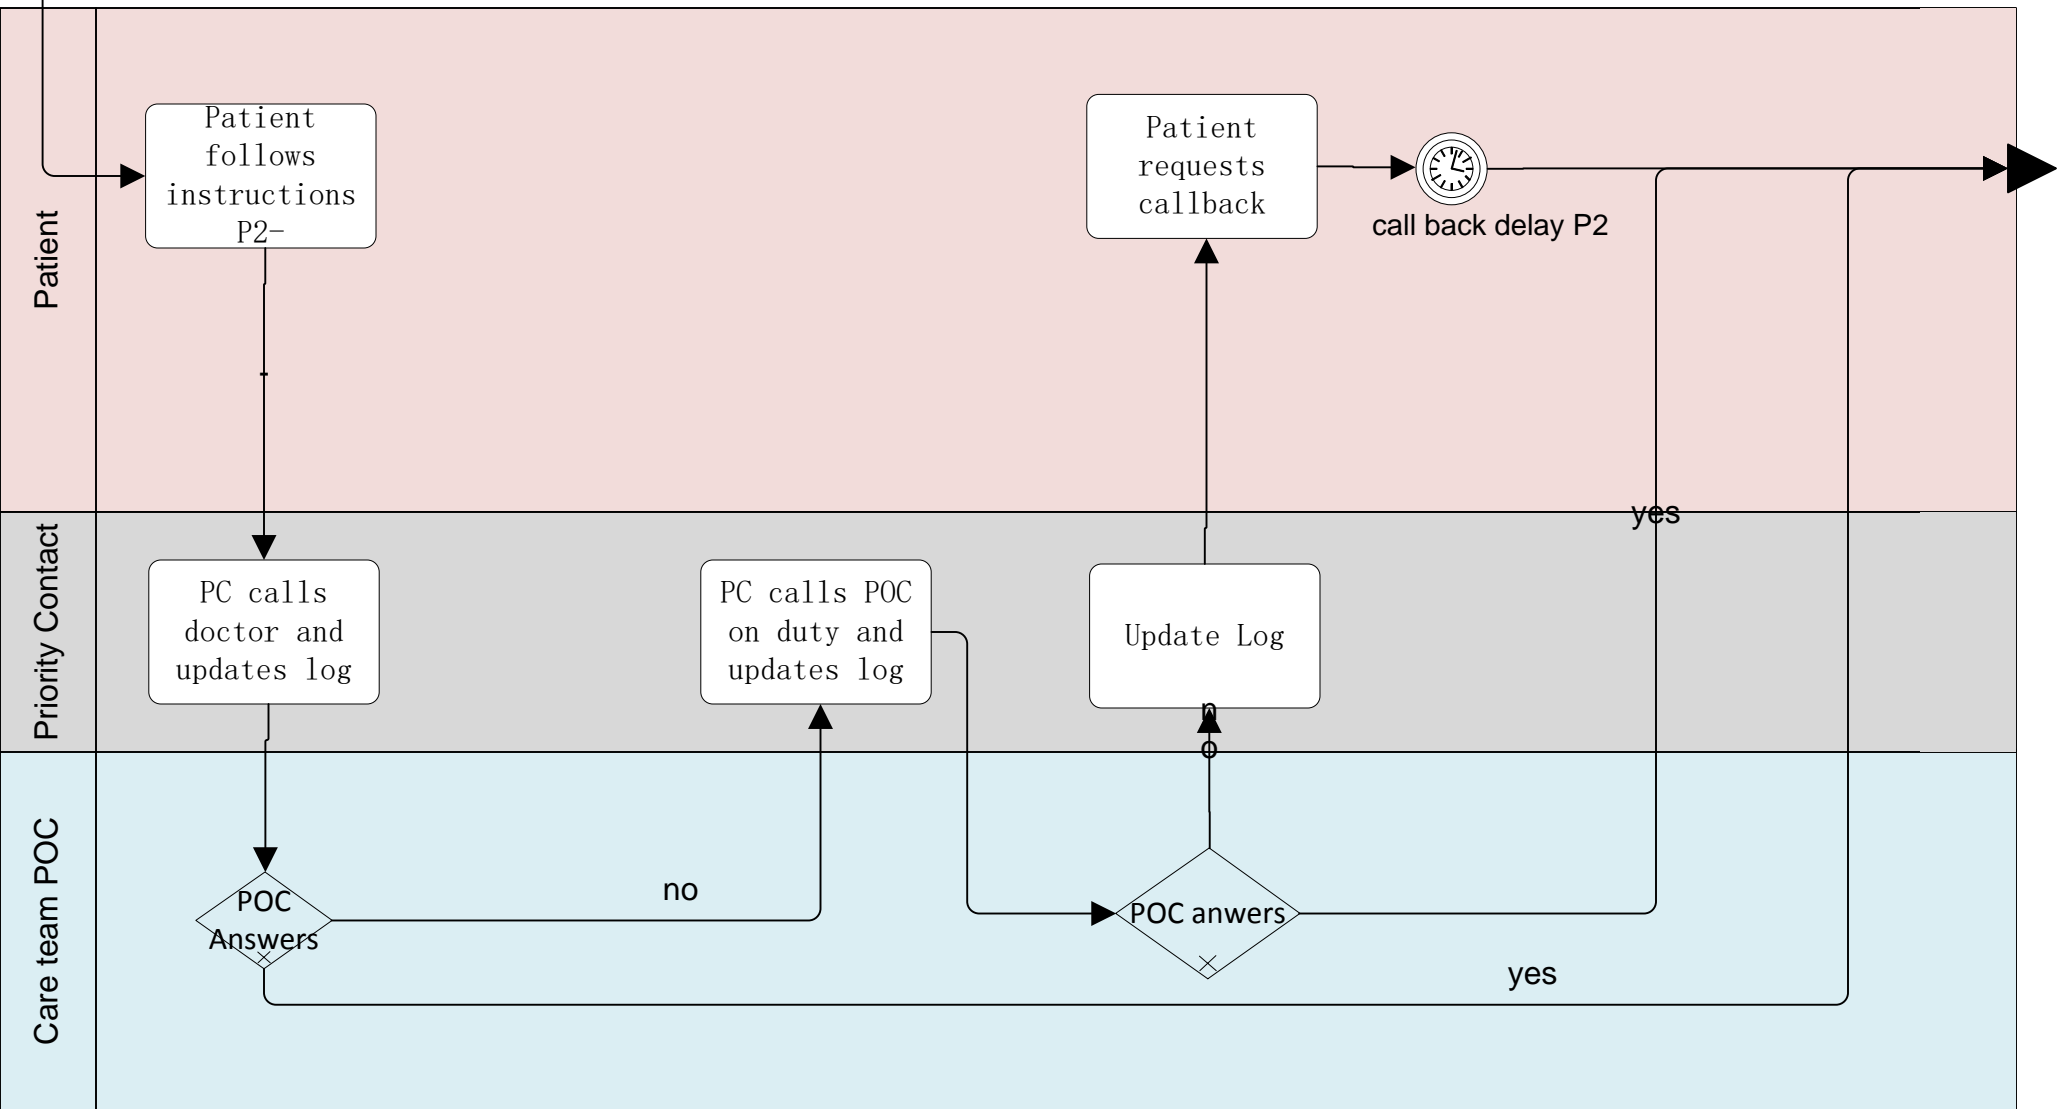 Patient
Patient
follows
instructions
P2-
-
Patient
requests
callback
call back delay P2
yes
Priority Contact
PC calls
doctor and
updates log
PC calls POC
on duty and
updates log
Update Log
n
o
Care team POC
POC
Answers
no
POC anwers
yes